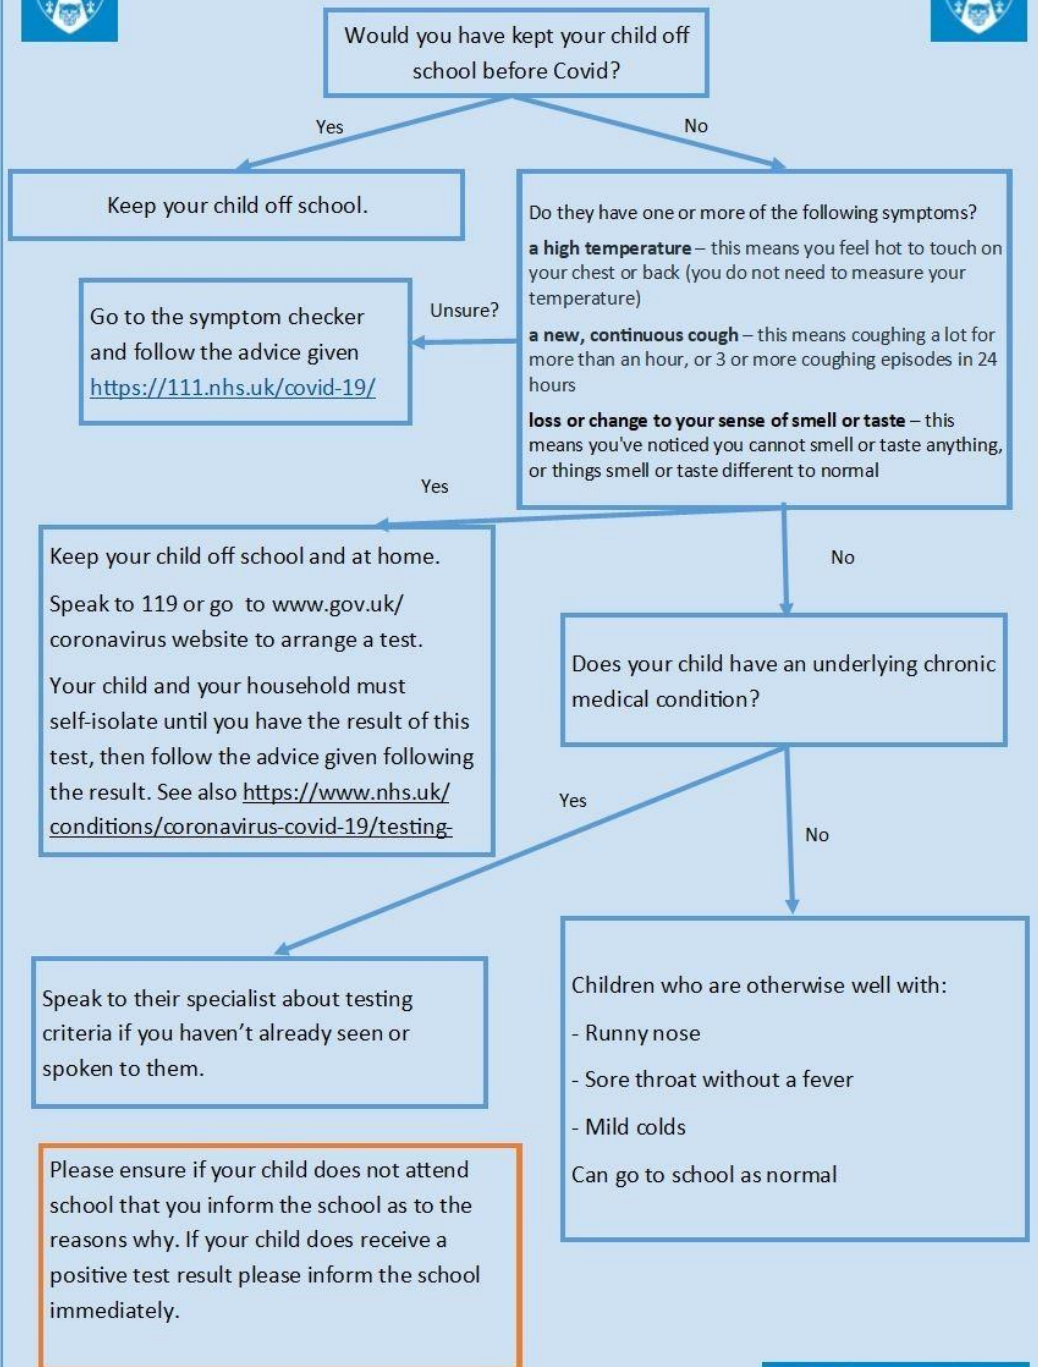 Would you have kept your child off
school before Covid?
Yes
No
Keep your child off school.
Do they have one or more of the following symptoms?
a high temperature – this means you feel hot to touch on
your chest or back (you do not need to measure your
temperature)
a new, continuous cough – this means coughing a lot for
more than an hour, or 3 or more coughing episodes in 24
hours
loss or change to your sense of smell or taste – this
means you've noticed you cannot smell or taste anything,
or things smell or taste different to normal
Unsure?
Go to the symptom checker
and follow the advice given
https://111.nhs.uk/covid-19/
Yes
No
Keep your child off school and at home.
Speak to 119 or go  to www.gov.uk/
coronavirus website to arrange a test.
Your child and your household must
self-isolate until you have the result of this
test, then follow the advice given following
the result. See also https://www.nhs.uk/
conditions/coronavirus-covid-19/testing-
Does your child have an underlying chronic
medical condition?
Yes
No
Speak to their specialist about testing
criteria if you haven’t already seen or
spoken to them.
Children who are otherwise well with:
- Runny nose
- Sore throat without a fever
- Mild colds
Can go to school as normal
Please ensure if your child does not attend
school that you inform the school as to the
reasons why. If your child does receive a
positive test result please inform the school
immediately.